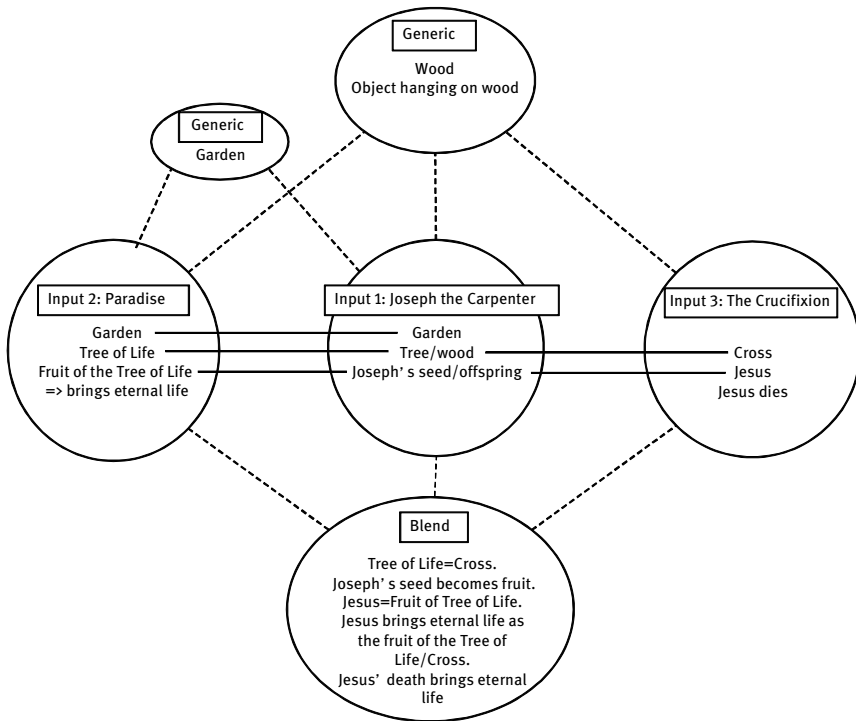 Generic
Wood
Object hanging on wood
Generic
Garden
Input 2: Paradise
Garden
Tree of Life
Fruit of the Tree of Life
=> brings eternal life
Input 1: Joseph the Carpenter
Garden
Tree/wood
Joseph’ s seed/offspring
Input 3: The Crucifixion
Cross
Jesus
Jesus dies
Blend
Tree of Life=Cross.
Joseph’ s seed becomes fruit.
Jesus=Fruit of Tree of Life.
Jesus brings eternal life as
the fruit of the Tree of
Life/Cross.
Jesus’ death brings eternal
life